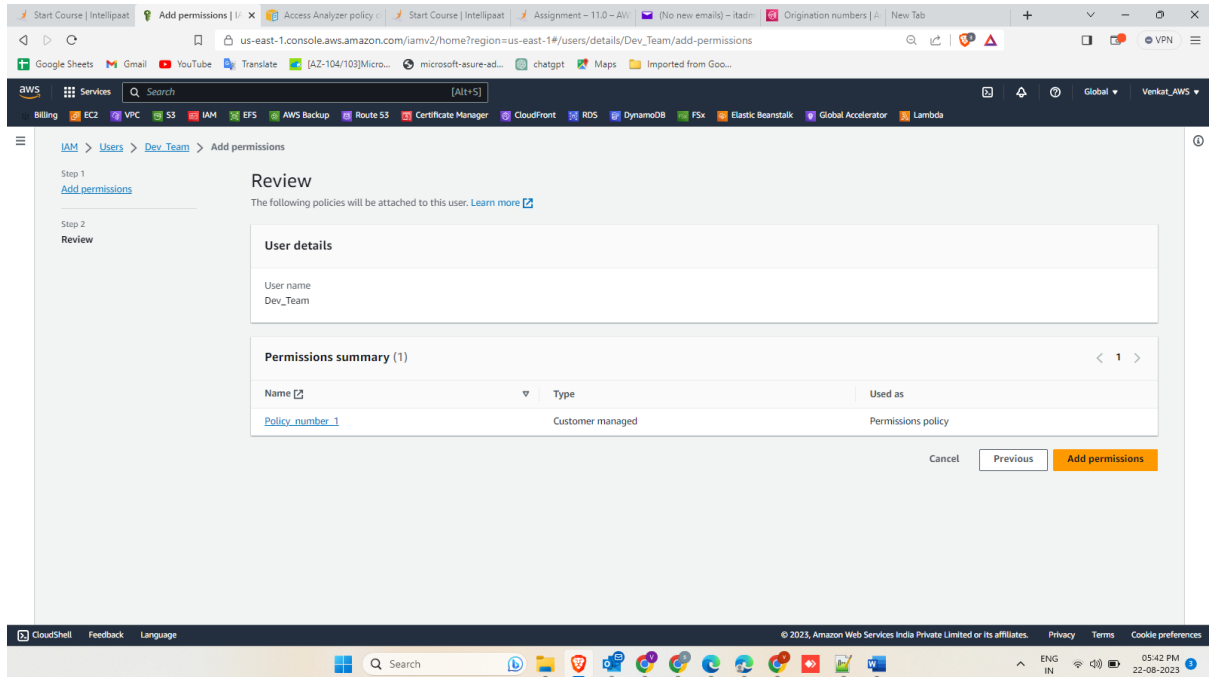 Start Course | Intellipaat
Add permissions | I/
Access Analyzer policy c
Start Course | Intellipaat
Assignment – 11.0 – AW
(No new emails) – itadm
Origination numbers | A
New Tab
us-east-1.console.aws.amazon.com/iamv2/home?region=us-east-1#/users/details/Dev_Team/add-permissions
VPN
Google Sheets Gmail YouTube Translate [AZ-104/103]Micro... microsoft-asure-ad... chatgpt Maps Imported from Goo...
aws Services Search [Alt+S] Global Venkat_AWS
Billing EC2 VPC S3 IAM EFS AWS Backup Route 53 Certificate Manager CloudFront RDS DynamoDB FSx Elastic Beanstalk Global Accelerator Lambda
IAM > Users > Dev_Team > Add permissions
Step 1
Add permissions
Step 2
Review
Review
The following policies will be attached to this user. Learn more
User details
User name
Dev_Team
Permissions summary (1)
< 1 >
Name Type Used as
Policy_number_1 Customer managed Permissions policy
Cancel Previous Add permissions
CloudShell Feedback Language © 2023, Amazon Web Services India Private Limited or its affiliates. Privacy Terms Cookie preferences
Search
ENG
IN
05:42 PM
22-08-2023
3